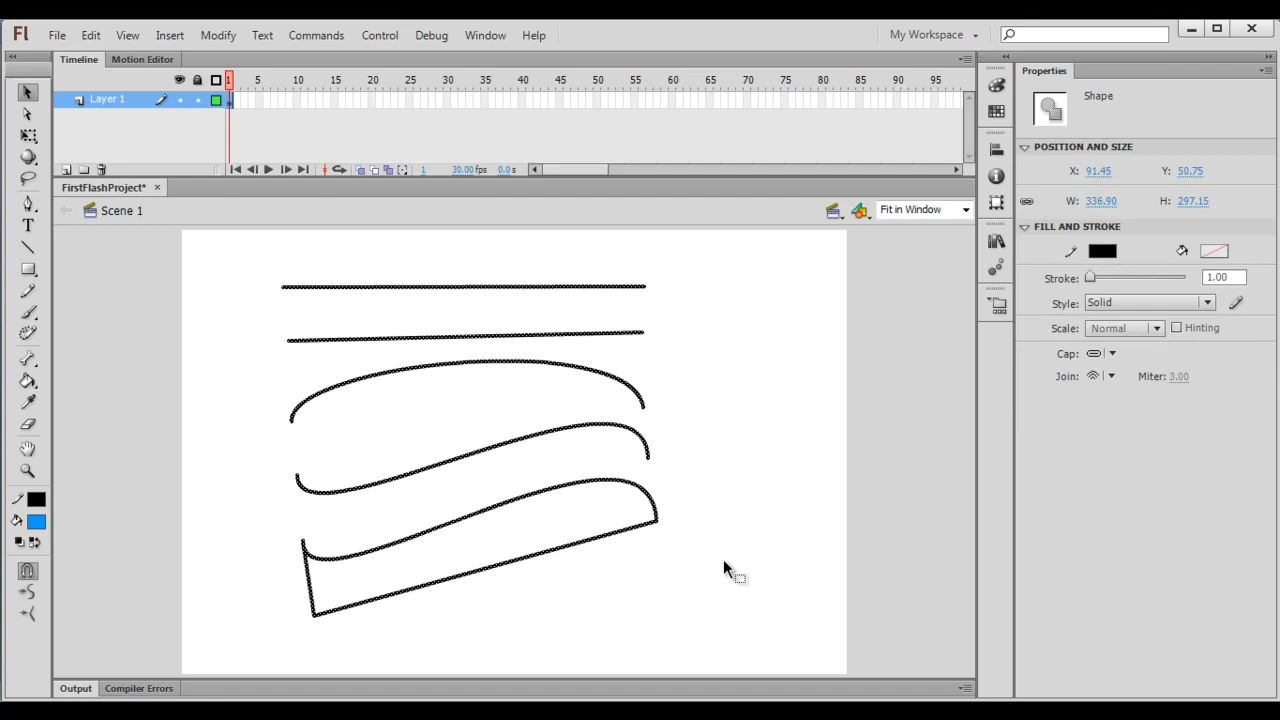 Fl File Edit View Insert Modify Text Commands Control Debug Window Help My Workspace
Timeline Motion Editor
1 5 10 15 20 25 30 35 40 45 50 55 60 65 70 75 80 85 90 95
Layer 1
1 30.00 fps 0.0 s
FirstFlashProject* ×
Scene 1 Fit in Window
Properties
Shape
POSITION AND SIZE
X: 91.45 Y: 50.75
W: 336.90 H: 297.15
FILL AND STROKE
Stroke: 1.00
Style: Solid
Scale: Normal Hinting
Cap:
Join: Miter: 3.00
Output Compiler Errors